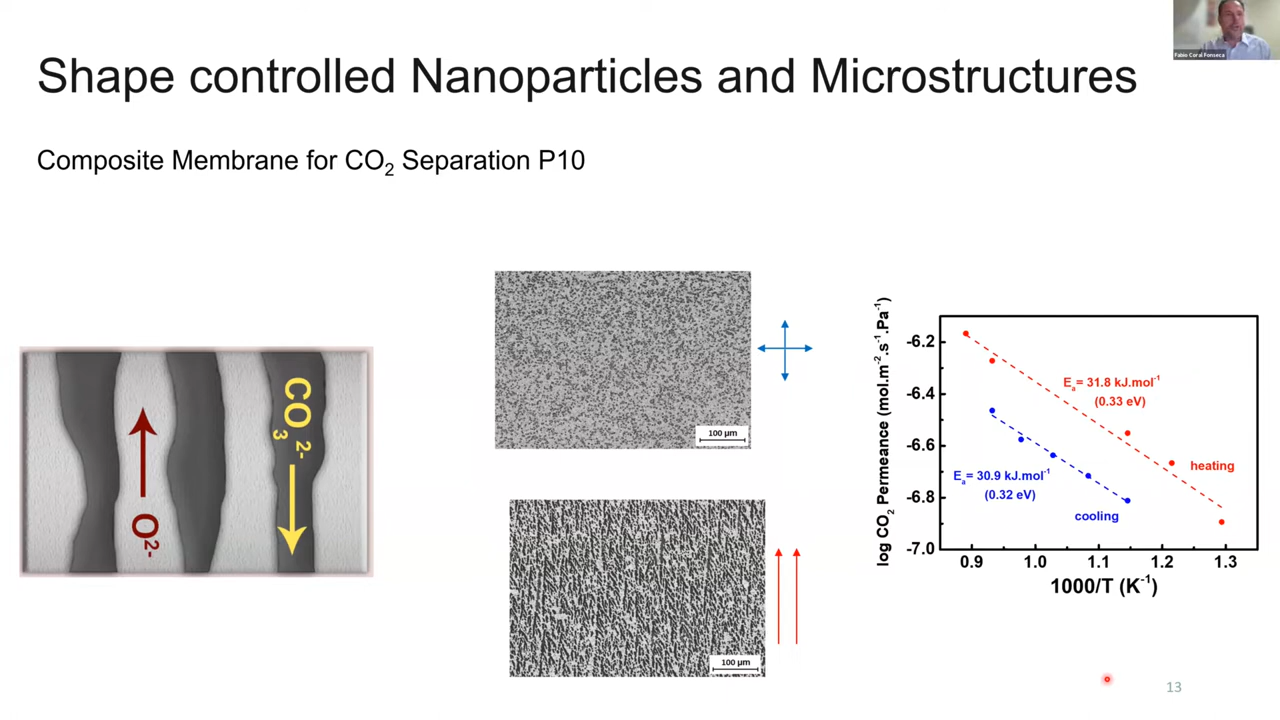 Fabio Coral Fonseca
Shape controlled Nanoparticles and Microstructures
Composite Membrane for CO₂ Separation P10
CO₃²⁻
O²⁻
100 µm
100 µm
log CO₂ Permeance (mol.m⁻².s⁻¹.Pa⁻¹)
-6.2
-6.4
-6.6
-6.8
-7.0
Eₐ= 31.8 kJ.mol⁻¹
(0.33 eV)
heating
Eₐ= 30.9 kJ.mol⁻¹
(0.32 eV)
cooling
0.9 1.0 1.1 1.2 1.3
1000/T (K⁻¹)
13